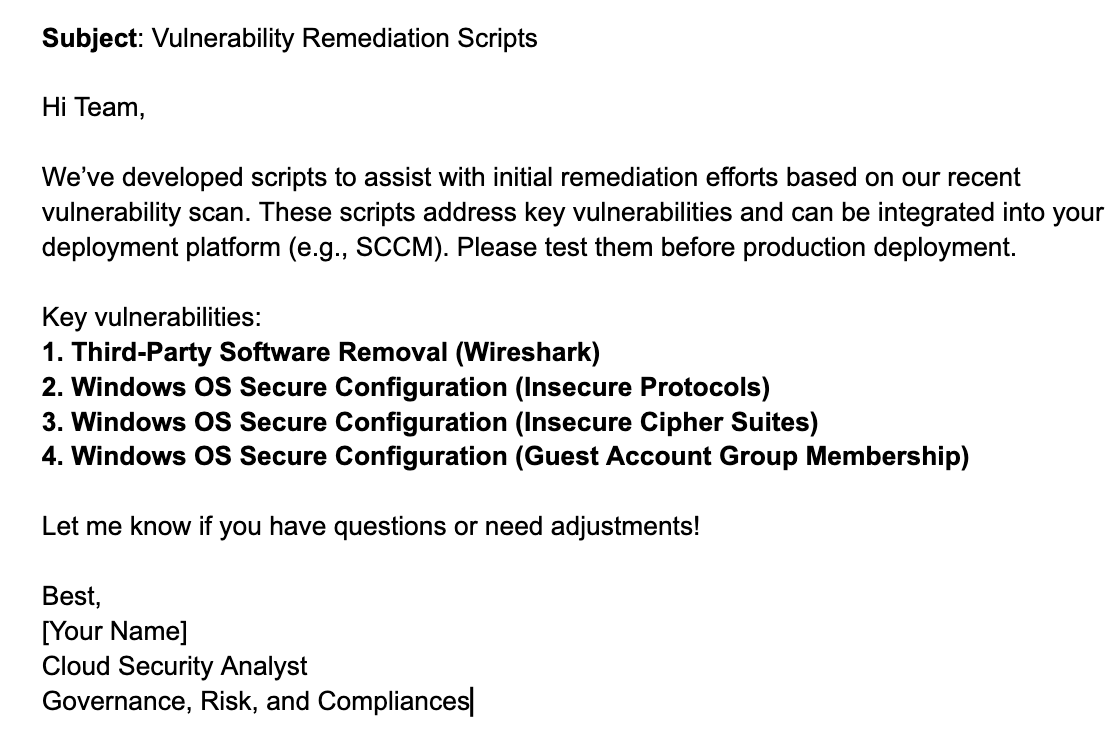 Subject: Vulnerability Remediation Scripts
Hi Team,
We’ve developed scripts to assist with initial remediation efforts based on our recent
vulnerability scan. These scripts address key vulnerabilities and can be integrated into your
deployment platform (e.g., SCCM). Please test them before production deployment.
Key vulnerabilities:
1. Third-Party Software Removal (Wireshark)
2. Windows OS Secure Configuration (Insecure Protocols)
3. Windows OS Secure Configuration (Insecure Cipher Suites)
4. Windows OS Secure Configuration (Guest Account Group Membership)
Let me know if you have questions or need adjustments!
Best,
[Your Name]
Cloud Security Analyst
Governance, Risk, and Compliances